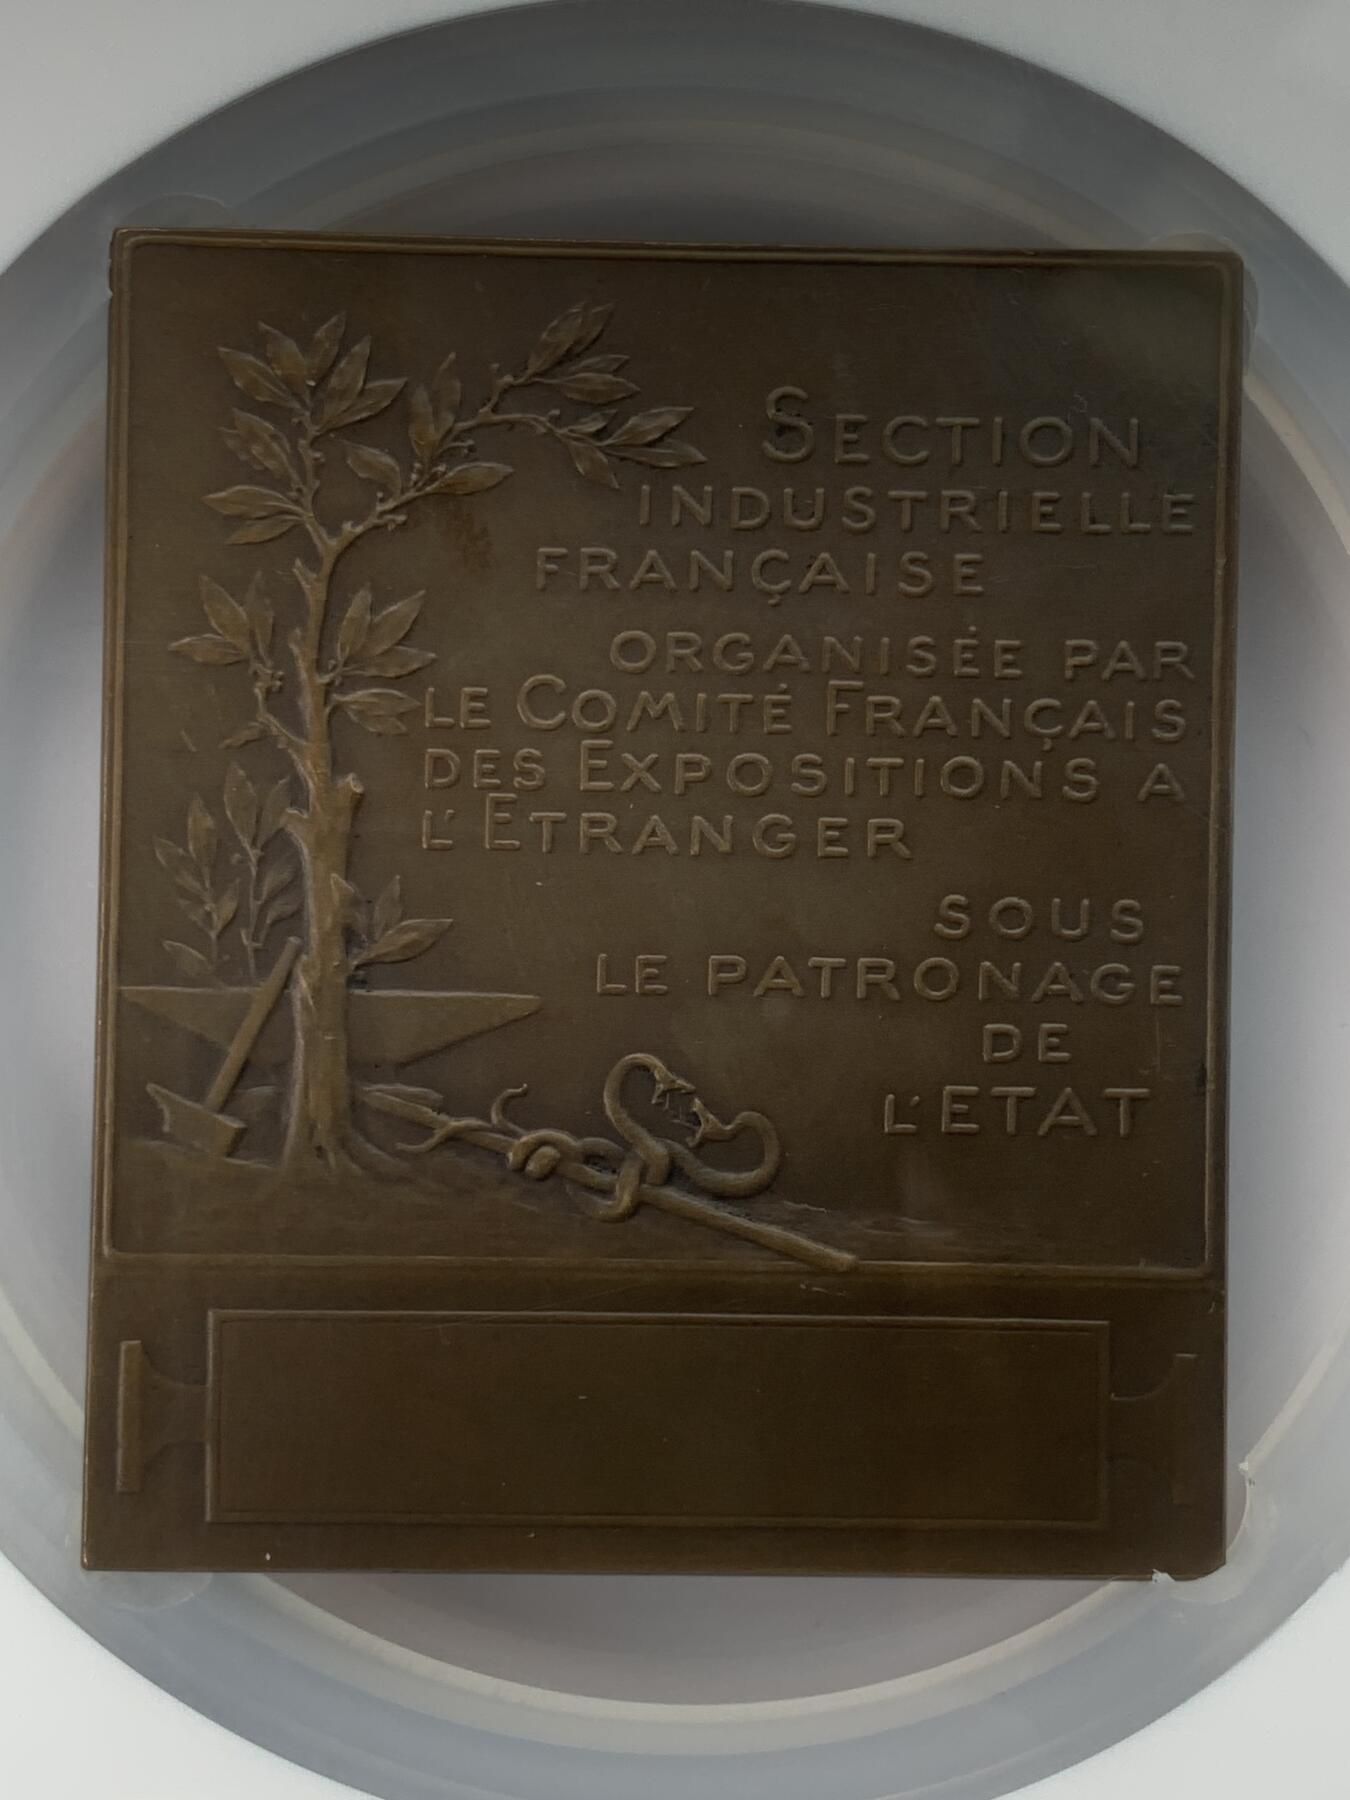 SECTION
INDUSTRIELLE
FRANÇAISE
ORGANISÉE PAR
LE COMITÉ FRANÇAIS
DES EXPOSITIONS A
L'ETRANGER
SOUS
LE PATRONAGE
DE
L'ETAT